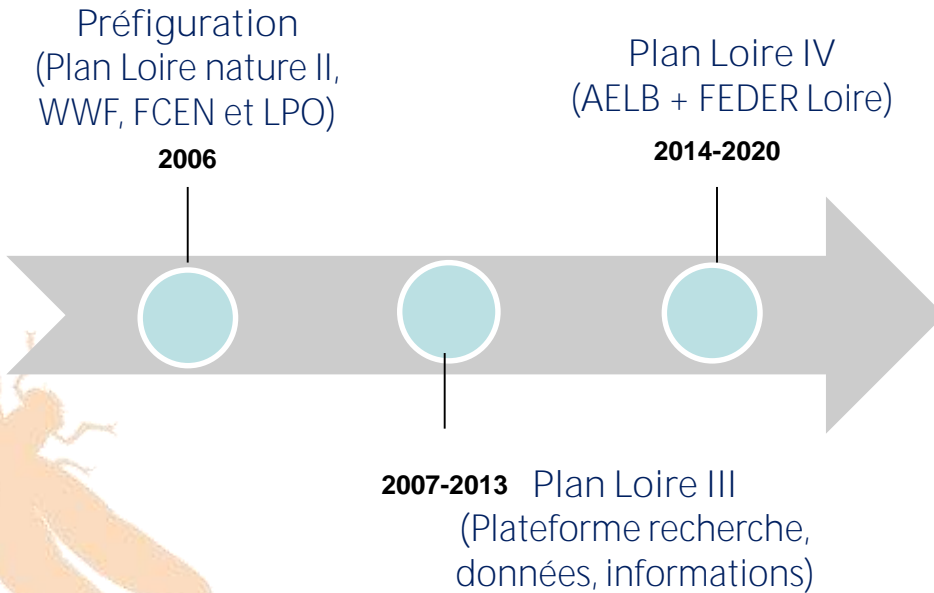 Préfiguration
(Plan Loire nature II,
WWF, FCEN et LPO)
2006
Plan Loire IV
(AELB + FEDER Loire)
2014-2020
2007-2013 Plan Loire III
(Plateforme recherche,
données, informations)